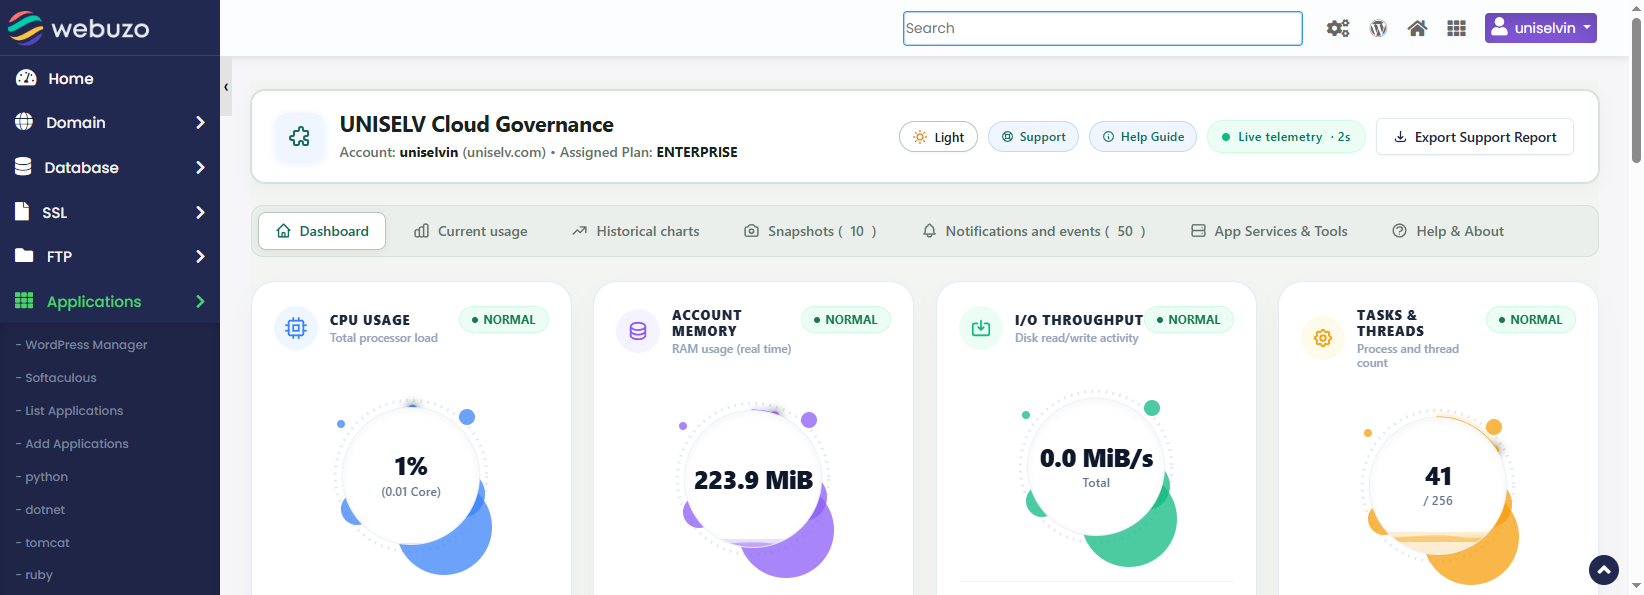 webuzo
Search
uniselvin
Home
Domain
Database
SSL
FTP
Applications
- WordPress Manager
- Softaculous
- List Applications
- Add Applications
- python
- dotnet
- tomcat
- ruby
UNISELV Cloud Governance
Account: uniselvin (uniselv.com) • Assigned Plan: ENTERPRISE
Light
Support
Help Guide
Live telemetry · 2s
Export Support Report
Dashboard
Current usage
Historical charts
Snapshots ( 10 )
Notifications and events ( 50 )
App Services & Tools
Help & About
CPU USAGE
Total processor load
NORMAL
1%
(0.01 Core)
ACCOUNT
MEMORY
RAM usage (real time)
NORMAL
223.9 MiB
I/O THROUGHPUT
Disk read/write activity
NORMAL
0.0 MiB/s
Total
TASKS &
THREADS
Process and thread
count
NORMAL
41
/ 256